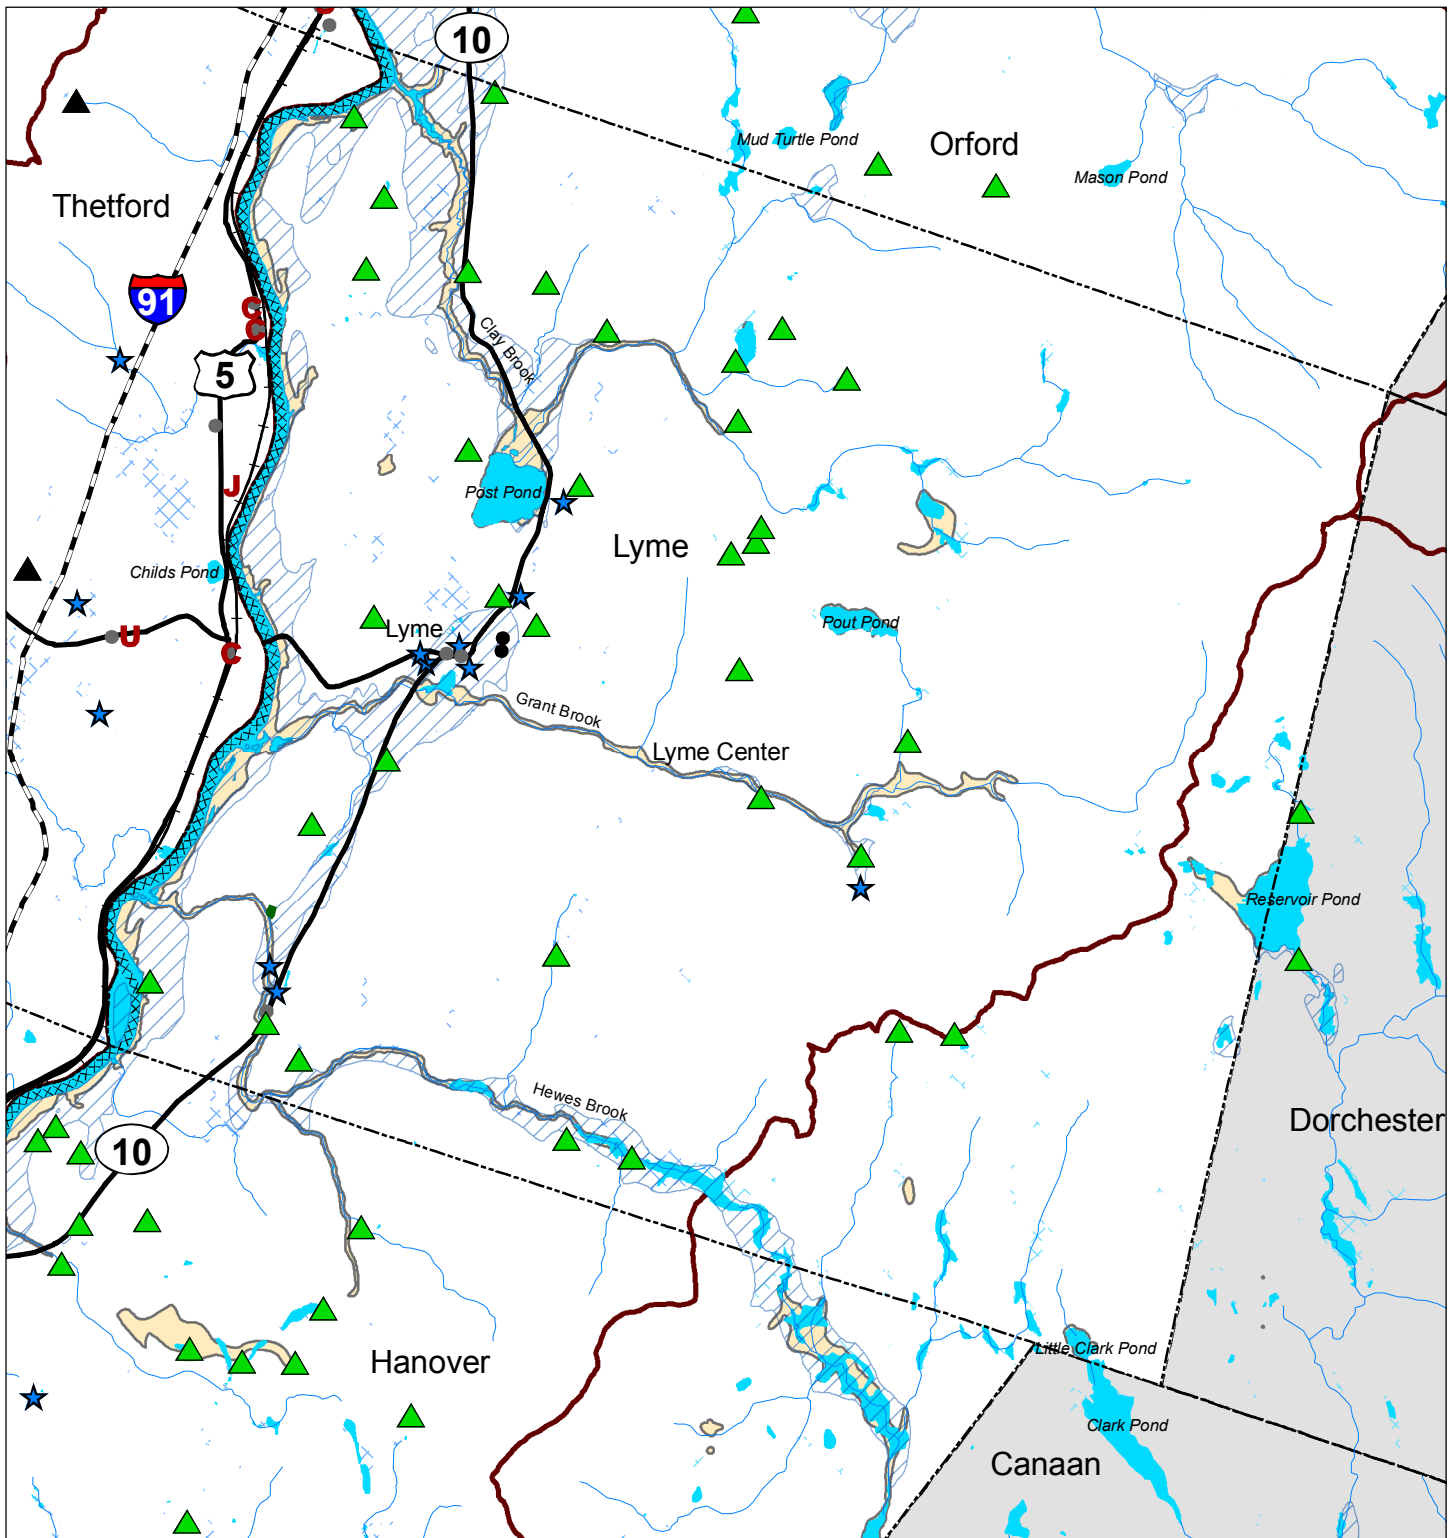 10
Mud Turtle Pond
Orford
Mason Pond
Thetford
91
C
C
Clay Brook
5
J
Post Pond
Lyme
Childs Pond
Pout Pond
Lyme
U
C
Grant Brook
Lyme Center
Reservoir Pond
Hewes Brook
Dorchester
10
Little Clark Pond
Hanover
Clark Pond
Canaan